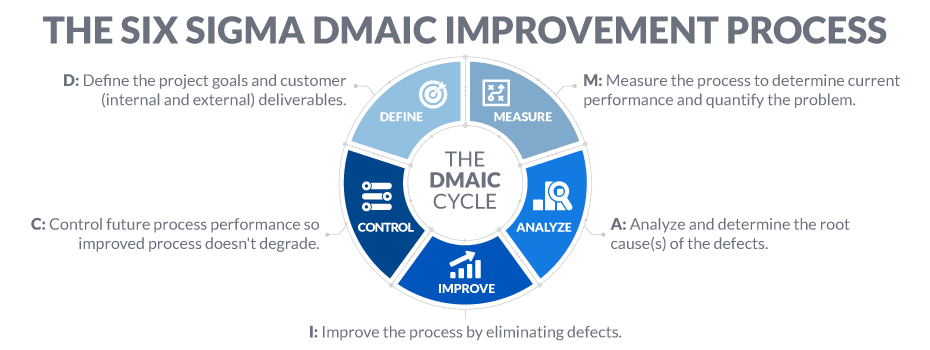 THE SIX SIGMA DMAIC IMPROVEMENT PROCESS
D: Define the project goals and customer
(internal and external) deliverables.
M: Measure the process to determine current
performance and quantify the problem.
DEFINE
MEASURE
THE
DMAIC
CYCLE
CONTROL
ANALYZE
IMPROVE
C: Control future process performance so
improved process doesn't degrade.
A: Analyze and determine the root
cause(s) of the defects.
I: Improve the process by eliminating defects.